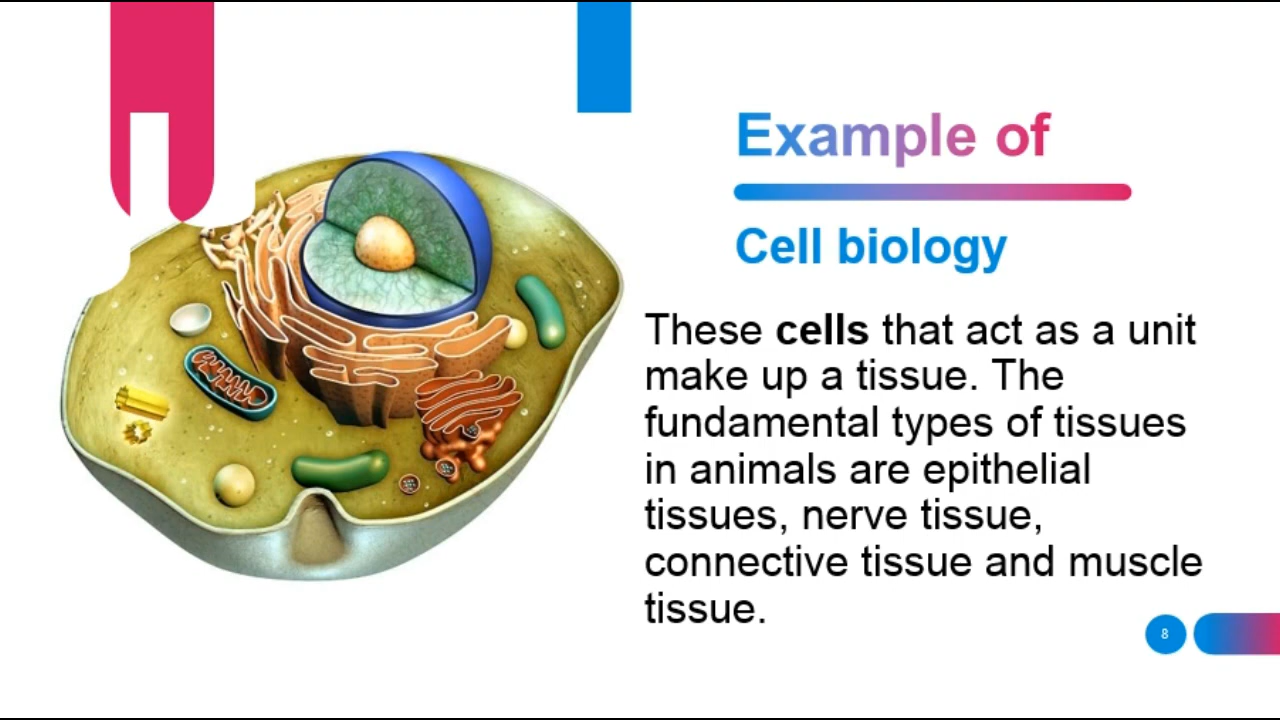 Example of
Cell biology
These cells that act as a unit
make up a tissue. The
fundamental types of tissues
in animals are epithelial
tissues, nerve tissue,
connective tissue and muscle
tissue.
8